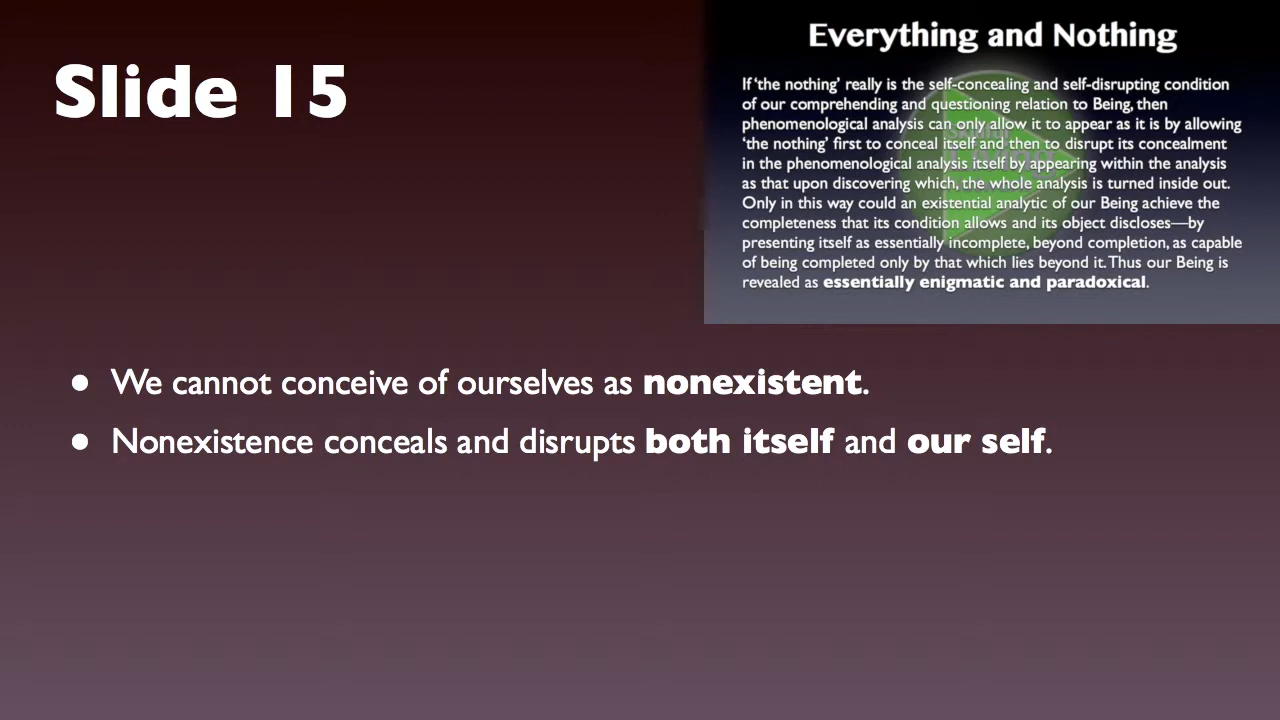 Slide 15
Everything and Nothing
If ‘the nothing’ really is the self-concealing and self-disrupting condition
of our comprehending and questioning relation to Being, then
phenomenological analysis can only allow it to appear as it is by allowing
‘the nothing’ first to conceal itself and then to disrupt its concealment
in the phenomenological analysis itself by appearing within the analysis
as that upon discovering which, the whole analysis is turned inside out.
Only in this way could an existential analytic of our Being achieve the
completeness that its condition allows and its object discloses—by
presenting itself as essentially incomplete, beyond completion, as capable
of being completed only by that which lies beyond it. Thus our Being is
revealed as essentially enigmatic and paradoxical.
• We cannot conceive of ourselves as nonexistent.
• Nonexistence conceals and disrupts both itself and our self.